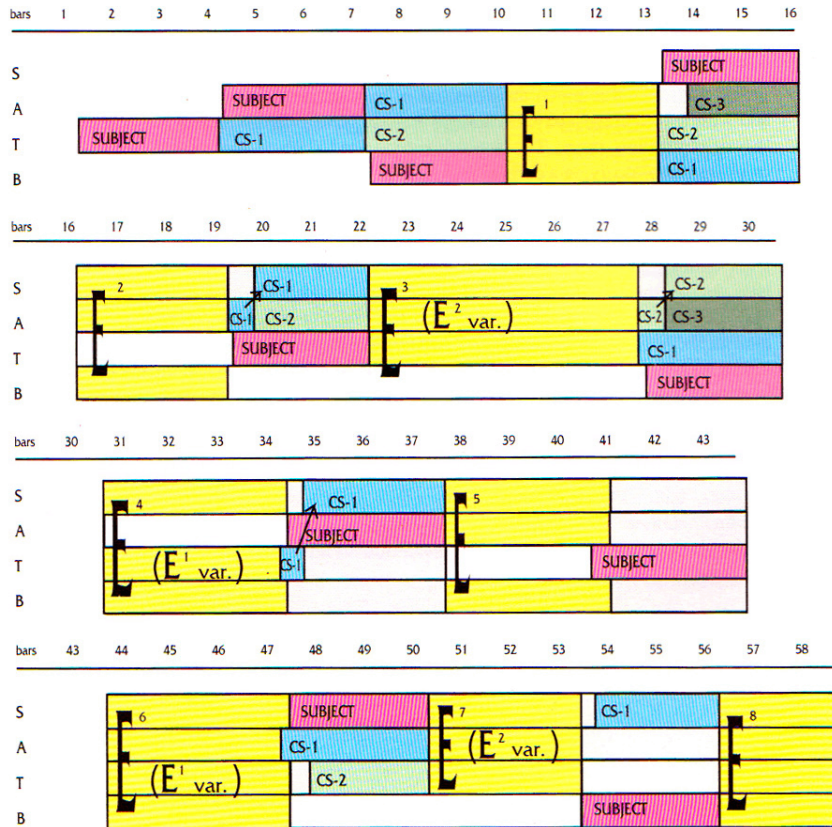 bars 1 2 3 4 5 6 7 8 9 10 11 12 13 14 15 16
S SUBJECT
A SUBJECT CS-1 E 1 CS-3
T SUBJECT CS-1 CS-2 CS-2
B SUBJECT CS-1
bars 16 17 18 19 20 21 22 23 24 25 26 27 28 29 30
S E 2 CS-1 E 3 CS-2
A CS-1 CS-2 (E2 var.) CS-2 CS-3
T SUBJECT CS-1
B SUBJECT
bars 30 31 32 33 34 35 36 37 38 39 40 41 42 43
S E 4 CS-1 E 5
A SUBJECT
T (E1 var.) CS-1 SUBJECT
B
bars 43 44 45 46 47 48 49 50 51 52 53 54 55 56 57 58
S E 6 SUBJECT E 7 CS-1 E 8
A CS-1 (E2 var.)
T (E1 var.) CS-2
B SUBJECT